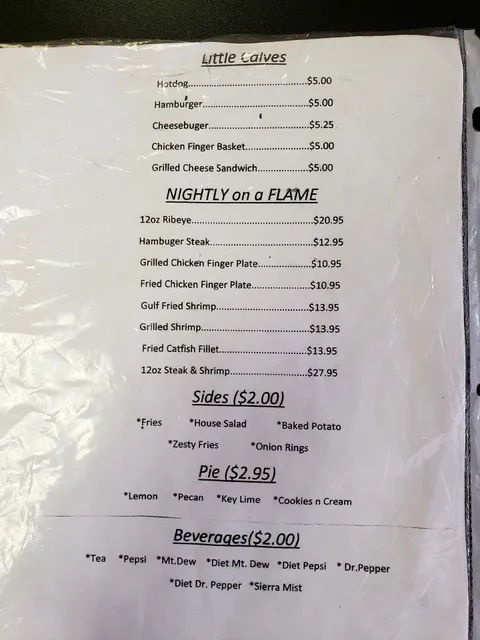 Little Calves
Hotdog..............................................$5.00
Hamburger........................................$5.00
Cheesebuger......................................$5.25
Chicken Finger Basket......................$5.00
Grilled Cheese Sandwich..................$5.00
NIGHTLY on a FLAME
12oz Ribeye..............................................$20.95
Hambuger Steak.......................................$12.95
Grilled Chicken Finger Plate....................$10.95
Fried Chicken Finger Plate.......................$10.95
Gulf Fried Shrimp....................................$13.95
Grilled Shrimp..........................................$13.95
Fried Catfish Fillet.....................................$13.95
12oz Steak & Shrimp...............................$27.95
Sides ($2.00)
*Fries *House Salad *Baked Potato
*Zesty Fries *Onion Rings
Pie ($2.95)
*Lemon *Pecan *Key Lime *Cookies n Cream
Beverages($2.00)
*Tea *Pepsi *Mt.Dew *Diet Mt. Dew *Diet Pepsi * Dr.Pepper
*Diet Dr. Pepper *Sierra Mist